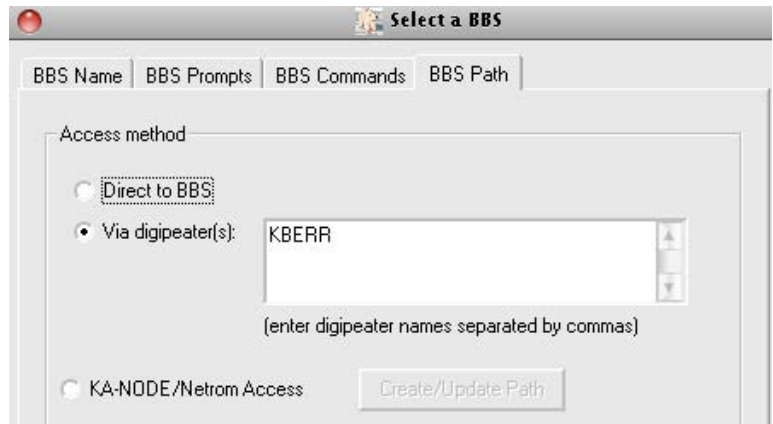 Select a BBS
BBS Name BBS Prompts BBS Commands BBS Path
Access method
Direct to BBS
Via digipeater(s): KBERR
(enter digipeater names separated by commas)
KA-NODE/Netrom Access Create/Update Path